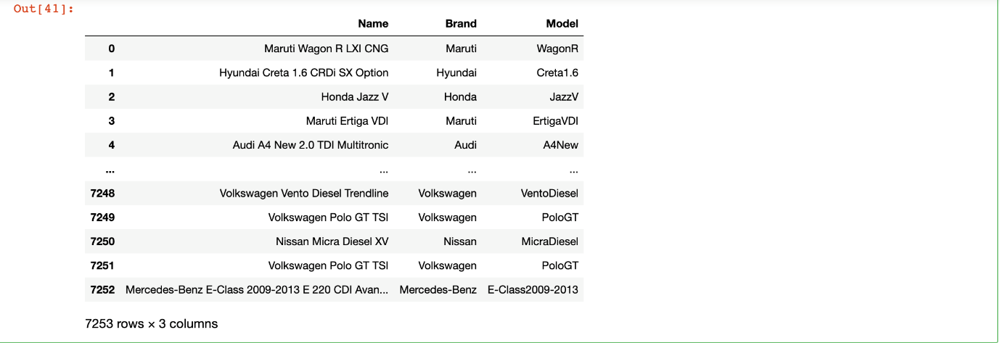 Out[41]:
Name Brand Model
0 Maruti Wagon R LXI CNG Maruti WagonR
1 Hyundai Creta 1.6 CRDi SX Option Hyundai Creta1.6
2 Honda Jazz V Honda JazzV
3 Maruti Ertiga VDI Maruti ErtigaVDI
4 Audi A4 New 2.0 TDI Multitronic Audi A4New
... ... ... ...
7248 Volkswagen Vento Diesel Trendline Volkswagen VentoDiesel
7249 Volkswagen Polo GT TSI Volkswagen PoloGT
7250 Nissan Micra Diesel XV Nissan MicraDiesel
7251 Volkswagen Polo GT TSI Volkswagen PoloGT
7252 Mercedes-Benz E-Class 2009-2013 E 220 CDI Avan... Mercedes-Benz E-Class2009-2013
7253 rows × 3 columns